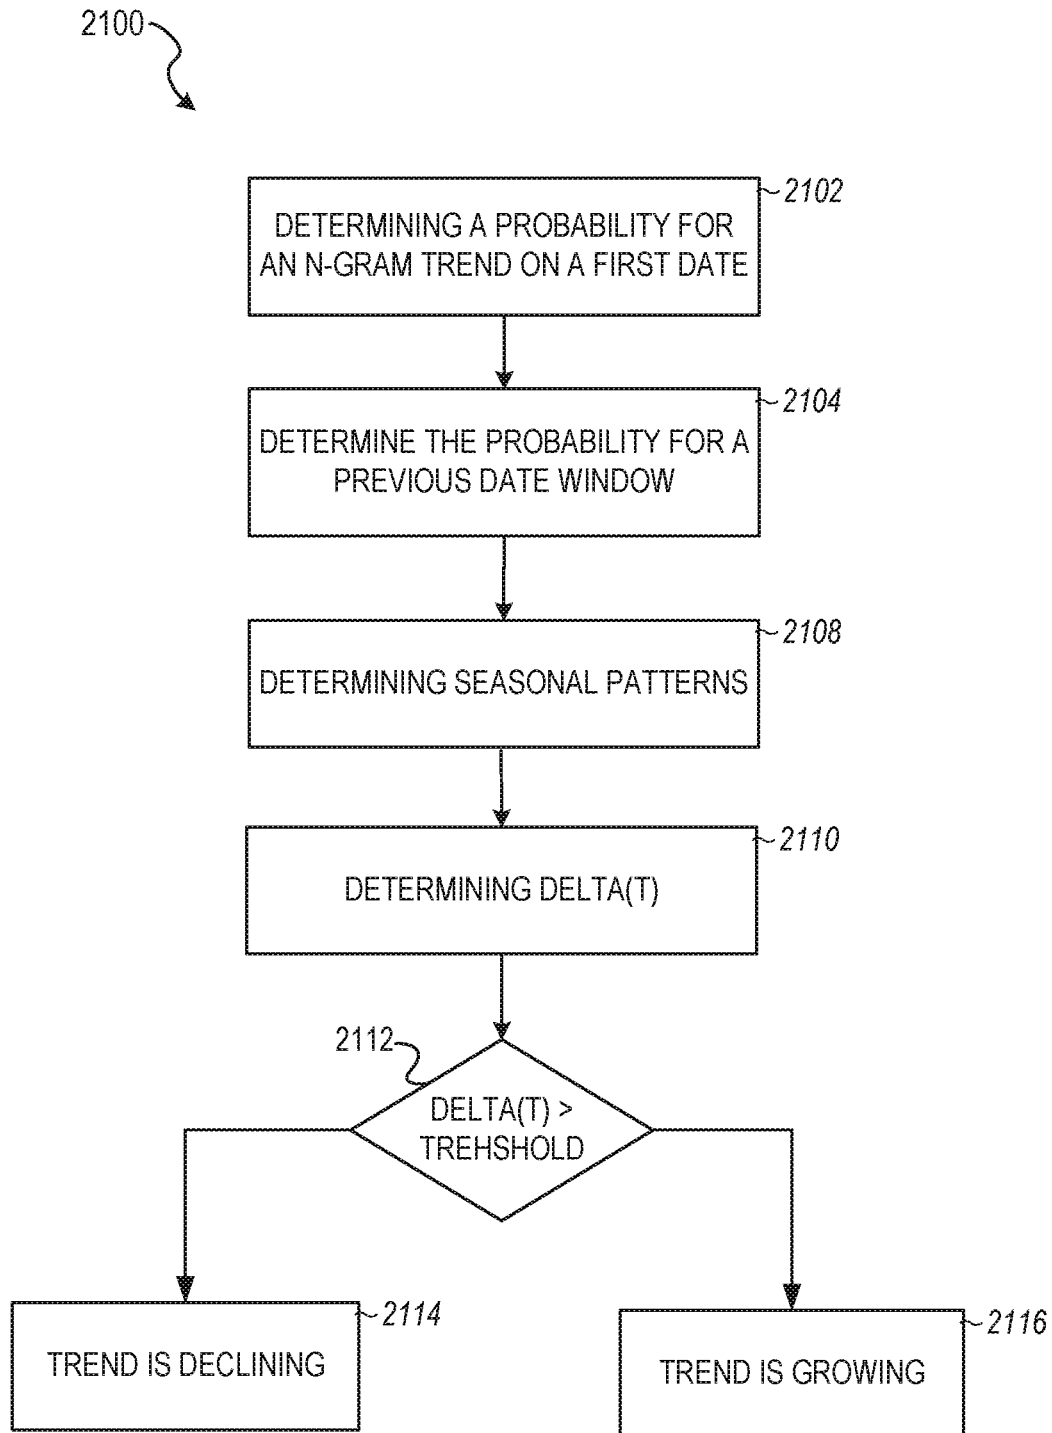 2100
2102
DETERMINING A PROBABILITY FOR
AN N-GRAM TREND ON A FIRST DATE
2104
DETERMINE THE PROBABILITY FOR A
PREVIOUS DATE WINDOW
2108
DETERMINING SEASONAL PATTERNS
2110
DETERMINING DELTA(T)
2112
DELTA(T) >
TREHSHOLD
2114
TREND IS DECLINING
2116
TREND IS GROWING